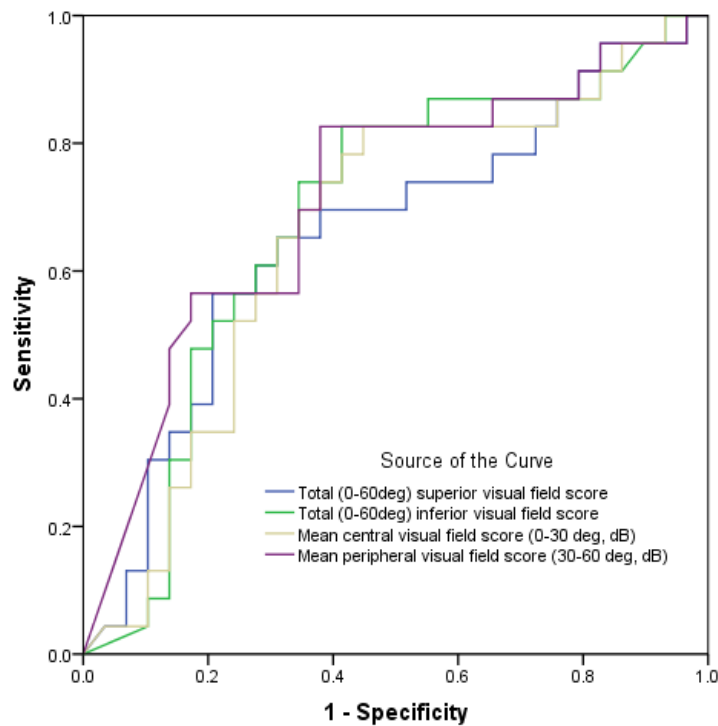 1.0
0.8
0.6
0.4
0.2
0.0
Sensitivity
Source of the Curve
Total (0-60deg) superior visual field score
Total (0-60deg) inferior visual field score
Mean central visual field score (0-30 deg, dB)
Mean peripheral visual field score (30-60 deg, dB)
0.0 0.2 0.4 0.6 0.8 1.0
1 - Specificity